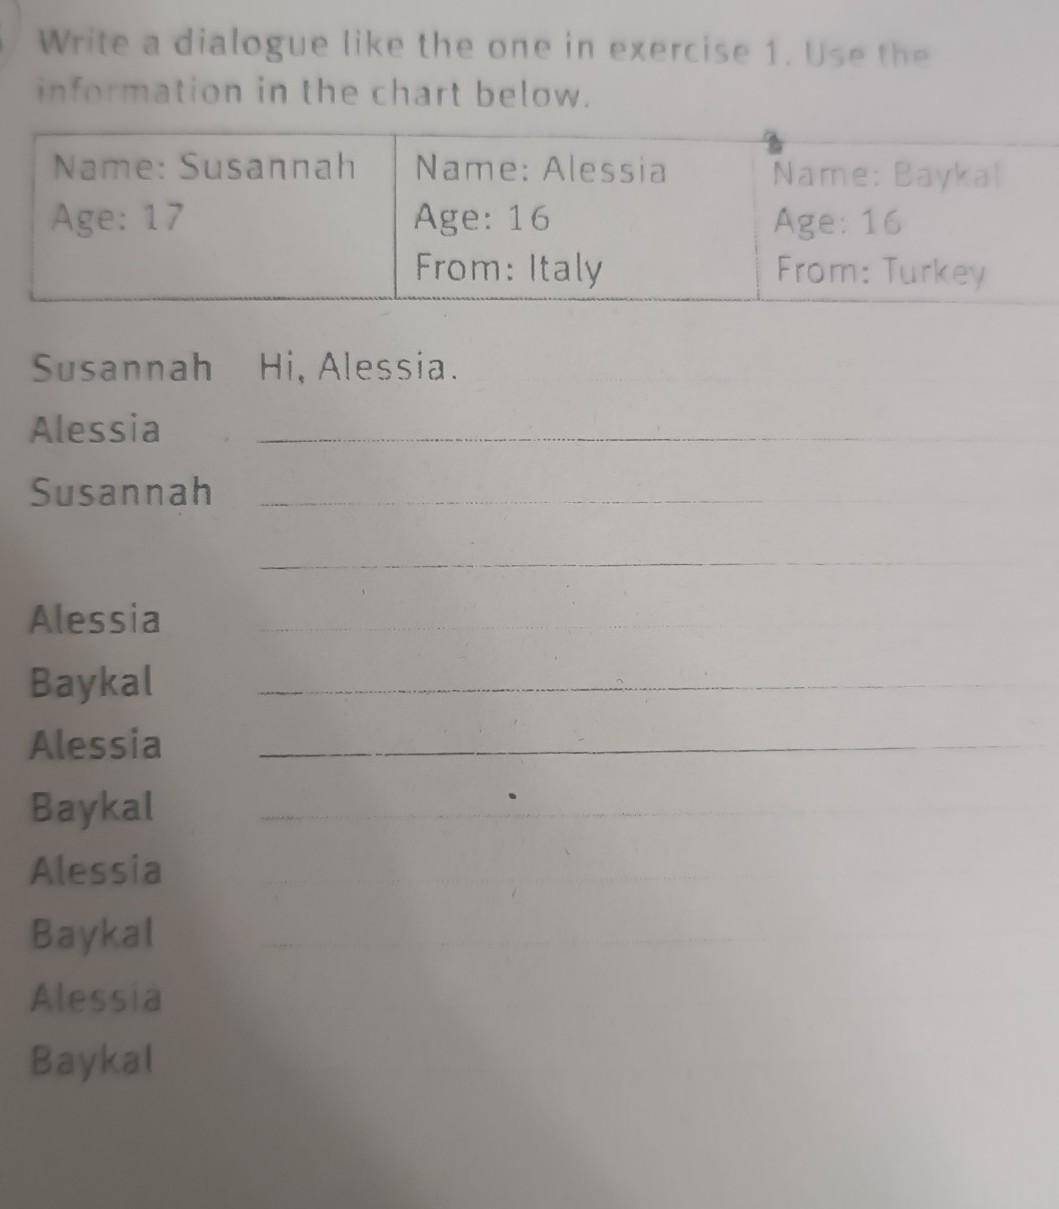 Write a dialogue like the one in exercise 1. Use the
information in the chart below.
Name: Susannah
Age: 17
Name: Alessia
Age: 16
From: Italy
Name: Baykal
Age: 16
From: Turkey
Susannah Hi, Alessia.
Alessia
Susannah
Alessia
Baykal
Alessia
Baykal
Alessia
Baykal
Alessia
Baykal